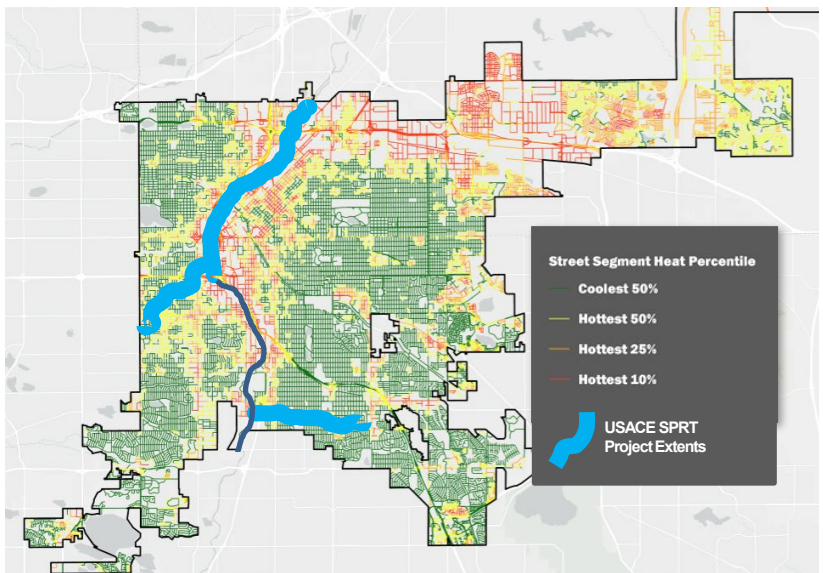 Street Segment Heat Percentile
Coolest 50%
Hottest 50%
Hottest 25%
Hottest 10%
USACE SPRT
Project Extents